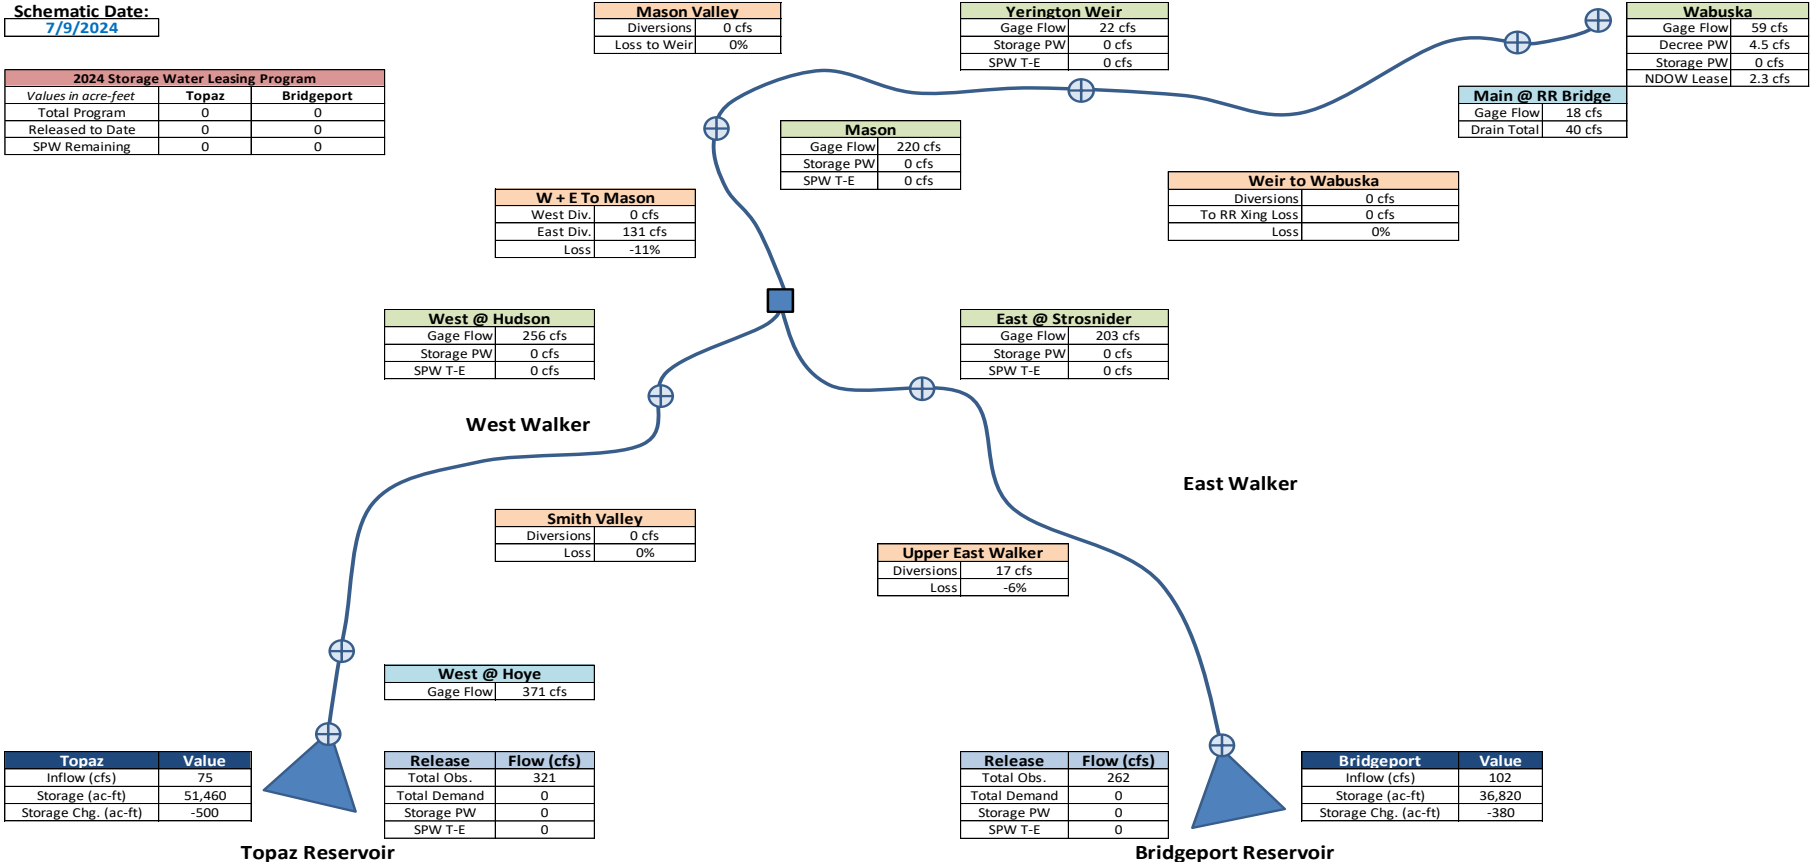 Schematic Date:
7/9/2024
2024 Storage Water Leasing Program
Values in acre-feet Topaz Bridgeport
Total Program 0 0
Released to Date 0 0
SPW Remaining 0 0
Mason Valley
Diversions 0 cfs
Loss to Weir 0%
Yerington Weir
Gage Flow 22 cfs
Storage PW 0 cfs
SPW T-E 0 cfs
Wabuska
Gage Flow 59 cfs
Decree PW 4.5 cfs
Storage PW 0 cfs
NDOW Lease 2.3 cfs
Main @ RR Bridge
Gage Flow 18 cfs
Drain Total 40 cfs
Mason
Gage Flow 220 cfs
Storage PW 0 cfs
SPW T-E 0 cfs
W + E To Mason
West Div. 0 cfs
East Div. 131 cfs
Loss -11%
Weir to Wabuska
Diversions 0 cfs
To RR Xing Loss 0 cfs
Loss 0%
West @ Hudson
Gage Flow 256 cfs
Storage PW 0 cfs
SPW T-E 0 cfs
East @ Strosnider
Gage Flow 203 cfs
Storage PW 0 cfs
SPW T-E 0 cfs
West Walker
East Walker
Smith Valley
Diversions 0 cfs
Loss 0%
Upper East Walker
Diversions 17 cfs
Loss -6%
West @ Hoye
Gage Flow 371 cfs
Topaz Value
Inflow (cfs) 75
Storage (ac-ft) 51,460
Storage Chg. (ac-ft) -500
Release Flow (cfs)
Total Obs. 321
Total Demand 0
Storage PW 0
SPW T-E 0
Topaz Reservoir
Release Flow (cfs)
Total Obs. 262
Total Demand 0
Storage PW 0
SPW T-E 0
Bridgeport Value
Inflow (cfs) 102
Storage (ac-ft) 36,820
Storage Chg. (ac-ft) -380
Bridgeport Reservoir